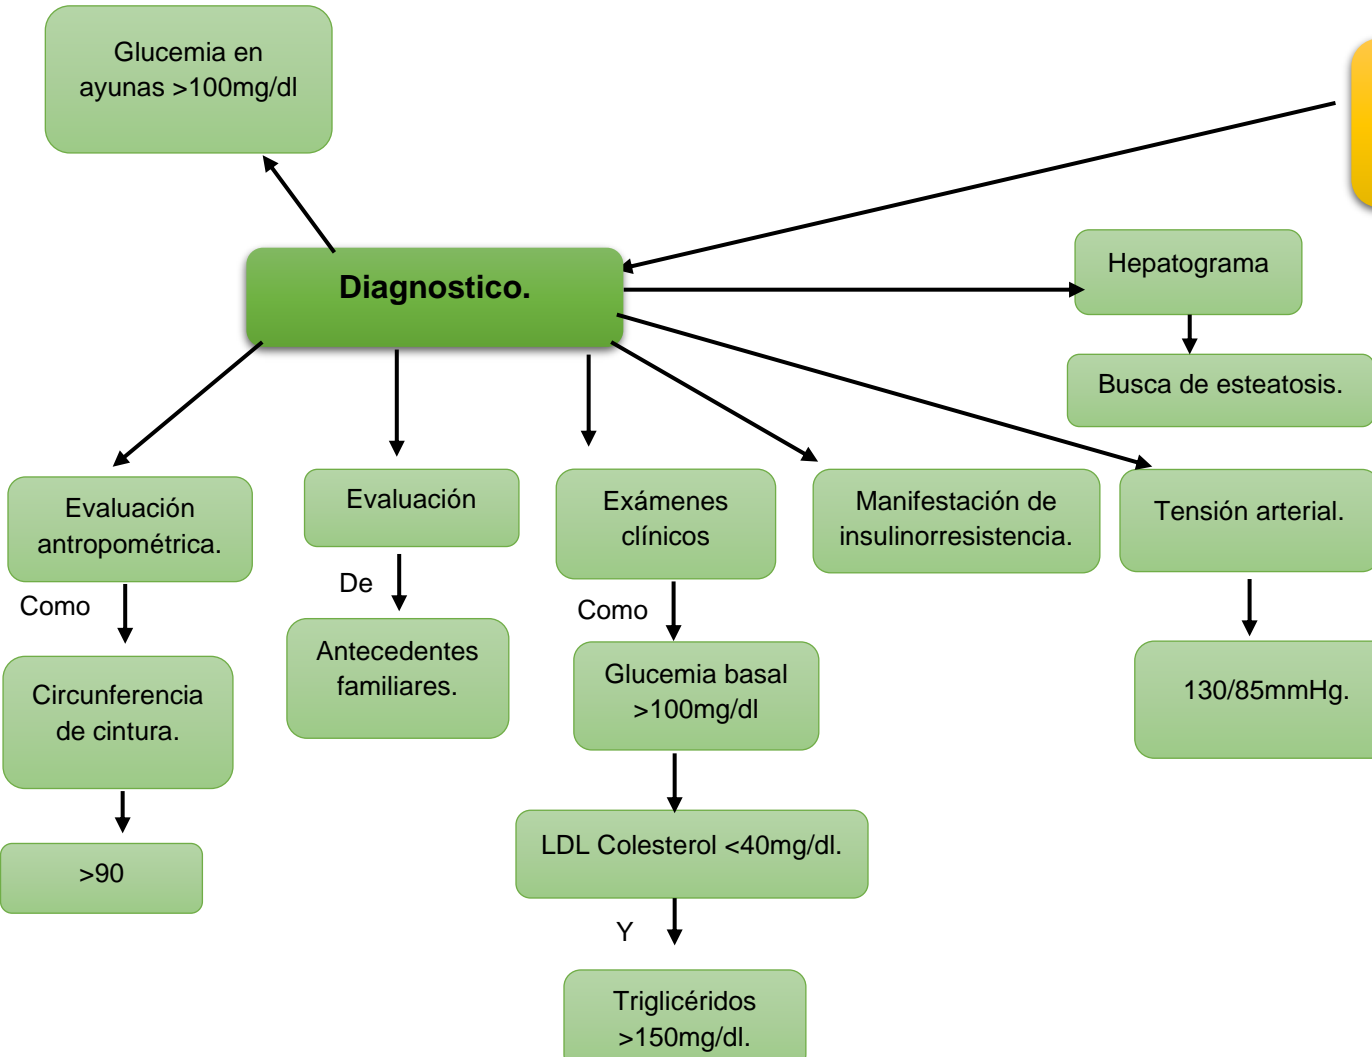 Glucemia en
ayunas >100mg/dl
Diagnostico.
Hepatograma
Busca de esteatosis.
Evaluación
antropométrica.
Como
Circunferencia
de cintura.
>90
Evaluación
De
Antecedentes
familiares.
Exámenes
clínicos
Como
Glucemia basal
>100mg/dl
LDL Colesterol <40mg/dl.
Y
Triglicéridos
>150mg/dl.
Manifestación de
insulinorresistencia.
Tensión arterial.
130/85mmHg.